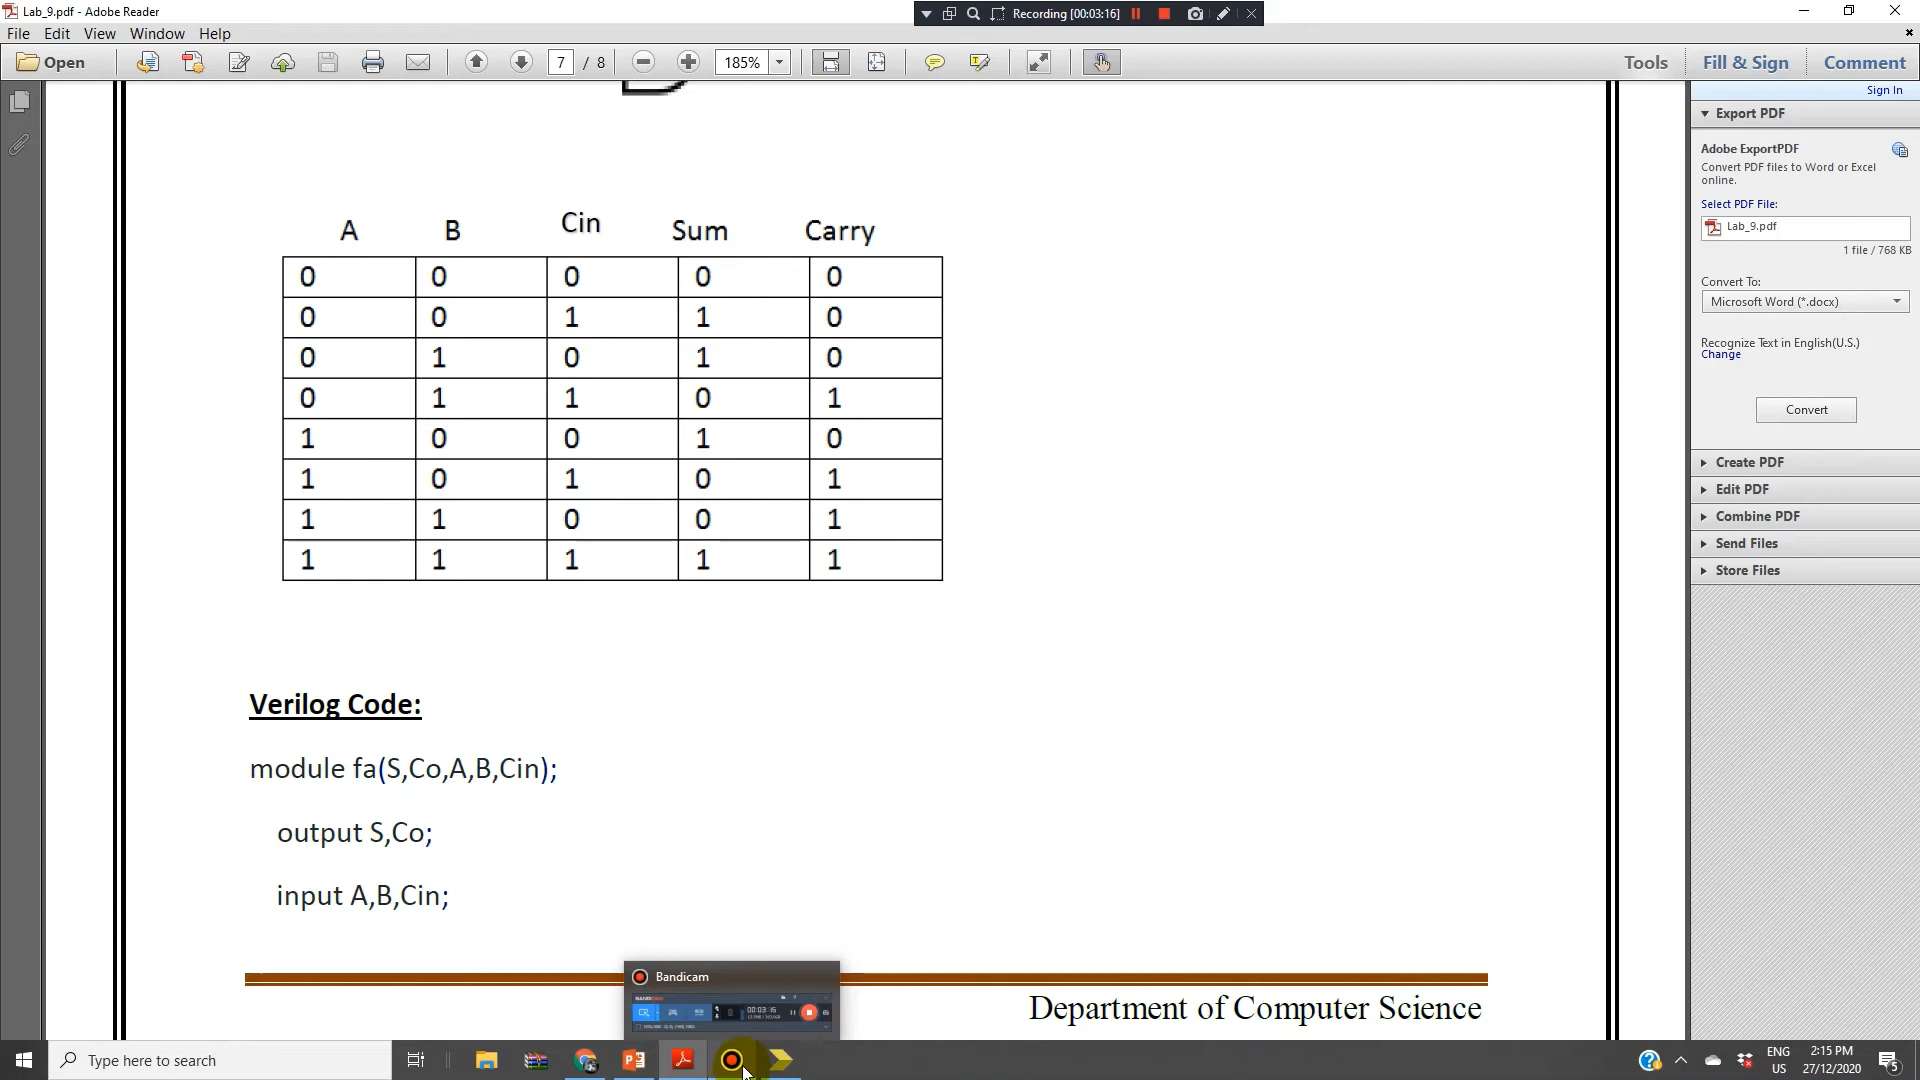 Lab_9.pdf - Adobe Reader
Recording [00:03:16]
File Edit View Window Help
Open
7 / 8
185%
Tools Fill & Sign Comment
Sign In
Export PDF
Adobe ExportPDF
Convert PDF files to Word or Excel
online.
Select PDF File:
Lab_9.pdf
1 file / 768 KB
Convert To:
Microsoft Word (*.docx)
Recognize Text in English(U.S.)
Change
Convert
Create PDF
Edit PDF
Combine PDF
Send Files
Store Files
A B Cin Sum Carry
0 0 0 0 0
0 0 1 1 0
0 1 0 1 0
0 1 1 0 1
1 0 0 1 0
1 0 1 0 1
1 1 0 0 1
1 1 1 1 1
Verilog Code:
module fa(S,Co,A,B,Cin);
output S,Co;
input A,B,Cin;
Department of Computer Science
Bandicam
00:03:16
Type here to search
ENG
US
2:15 PM
27/12/2020
5